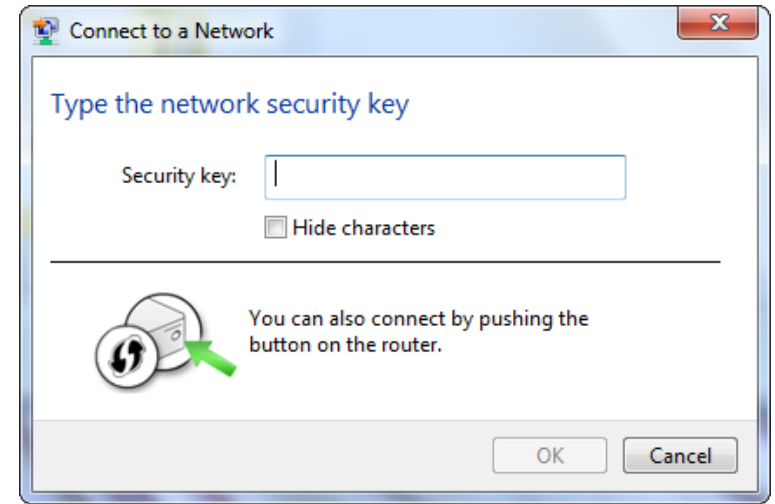 Connect to a Network
Type the network security key
Security key:
Hide characters
You can also connect by pushing the
button on the router.
OK
Cancel